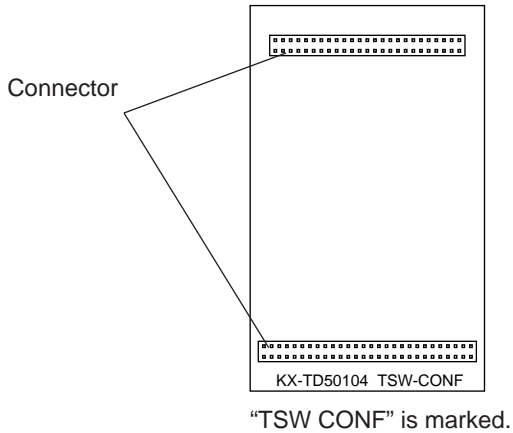 Connector
KX-TD50104 TSW-CONF
“TSW CONF” is marked.